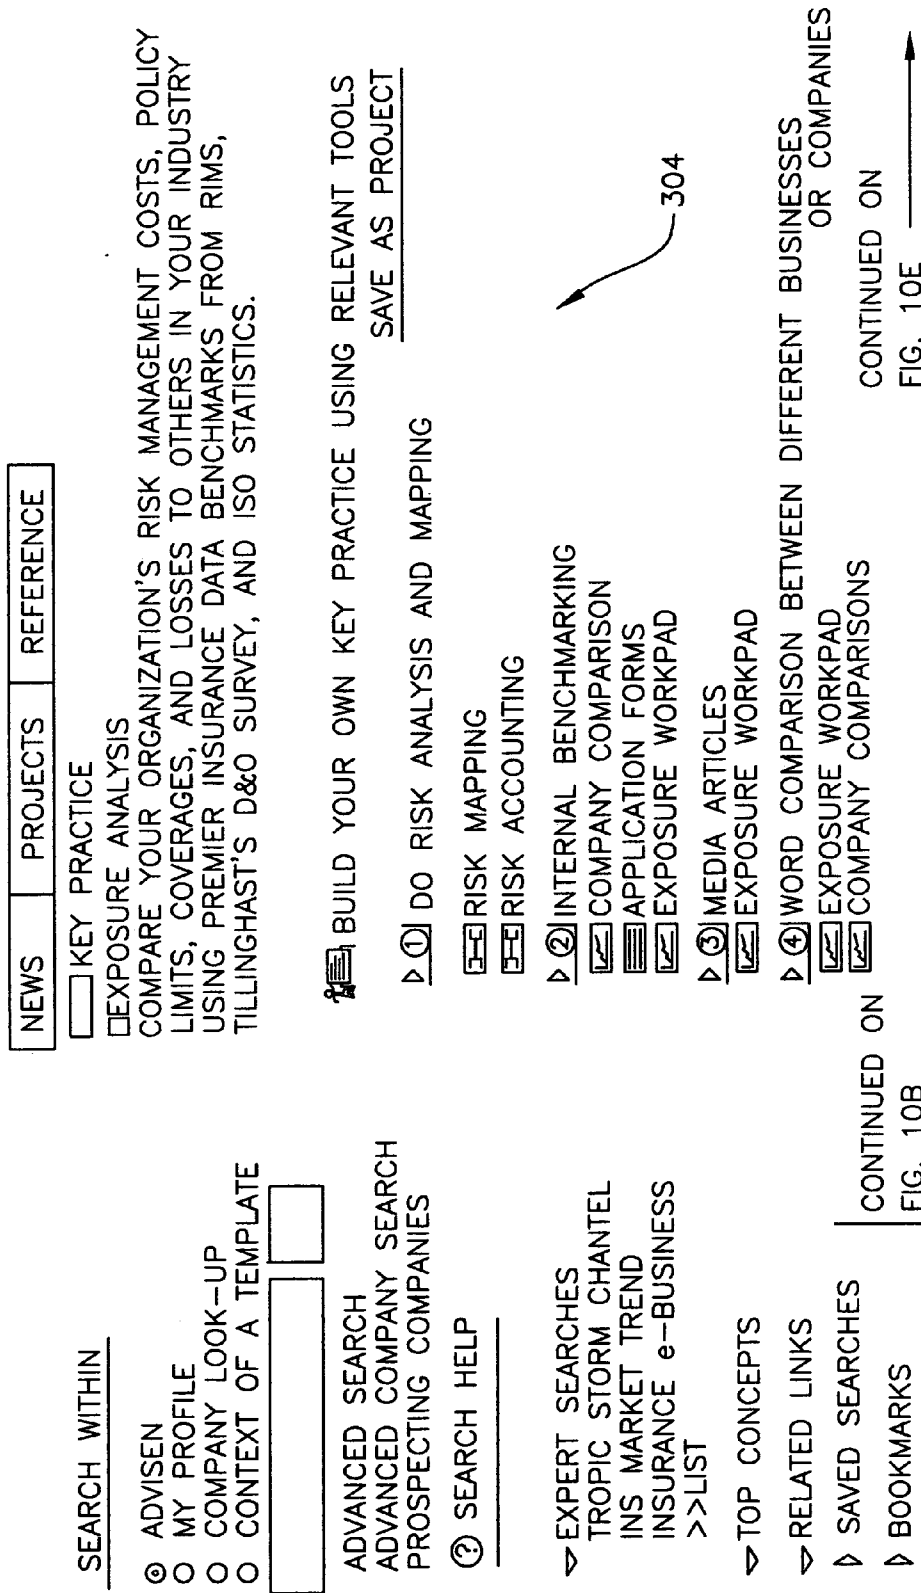 SEARCH WITHIN
ADVISEN
MY PROFILE
COMPANY LOOK-UP
CONTEXT OF A TEMPLATE
ADVANCED SEARCH
ADVANCED COMPANY SEARCH
PROSPECTING COMPANIES
? SEARCH HELP
EXPERT SEARCHES
TROPIC STORM CHANTEL
INS MARKET TREND
INSURANCE e-BUSINESS
>>LIST
TOP CONCEPTS
RELATED LINKS
SAVED SEARCHES
BOOKMARKS
CONTINUED ON
FIG. 10B
NEWS PROJECTS REFERENCE
KEY PRACTICE
EXPOSURE ANALYSIS
COMPARE YOUR ORGANIZATION'S RISK MANAGEMENT COSTS, POLICY
LIMITS, COVERAGES, AND LOSSES TO OTHERS IN YOUR INDUSTRY
USING PREMIER INSURANCE DATA BENCHMARKS FROM RIMS,
TILLINGHAST'S D&O SURVEY, AND ISO STATISTICS.
BUILD YOUR OWN KEY PRACTICE USING RELEVANT TOOLS
SAVE AS PROJECT
1 DO RISK ANALYSIS AND MAPPING
RISK MAPPING
RISK ACCOUNTING
2 INTERNAL BENCHMARKING
COMPANY COMPARISON
APPLICATION FORMS
EXPOSURE WORKPAD
3 MEDIA ARTICLES
EXPOSURE WORKPAD
4 WORD COMPARISON BETWEEN DIFFERENT BUSINESSES
OR COMPANIES
EXPOSURE WORKPAD
COMPANY COMPARISONS
304
CONTINUED ON
FIG. 10E